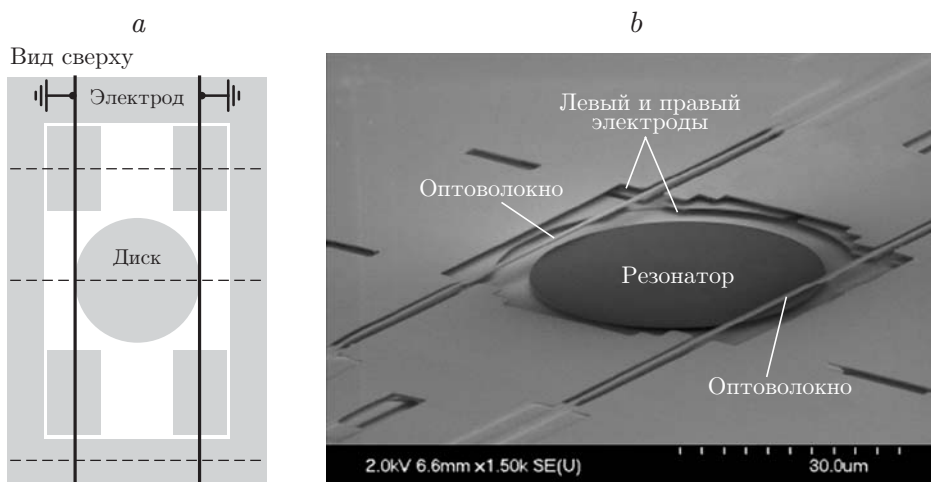 a
b
Вид сверху
Электрод
Диск
Левый и правый
электроды
Оптоволокно
Резонатор
Оптоволокно
2.0kV 6.6mm x1.50k SE(U)
30.0um